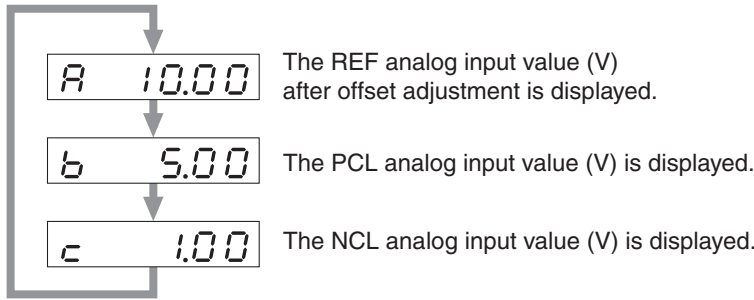 A 10.00
The REF analog input value (V)
after offset adjustment is displayed.
b 5.00
The PCL analog input value (V) is displayed.
c 1.00
The NCL analog input value (V) is displayed.